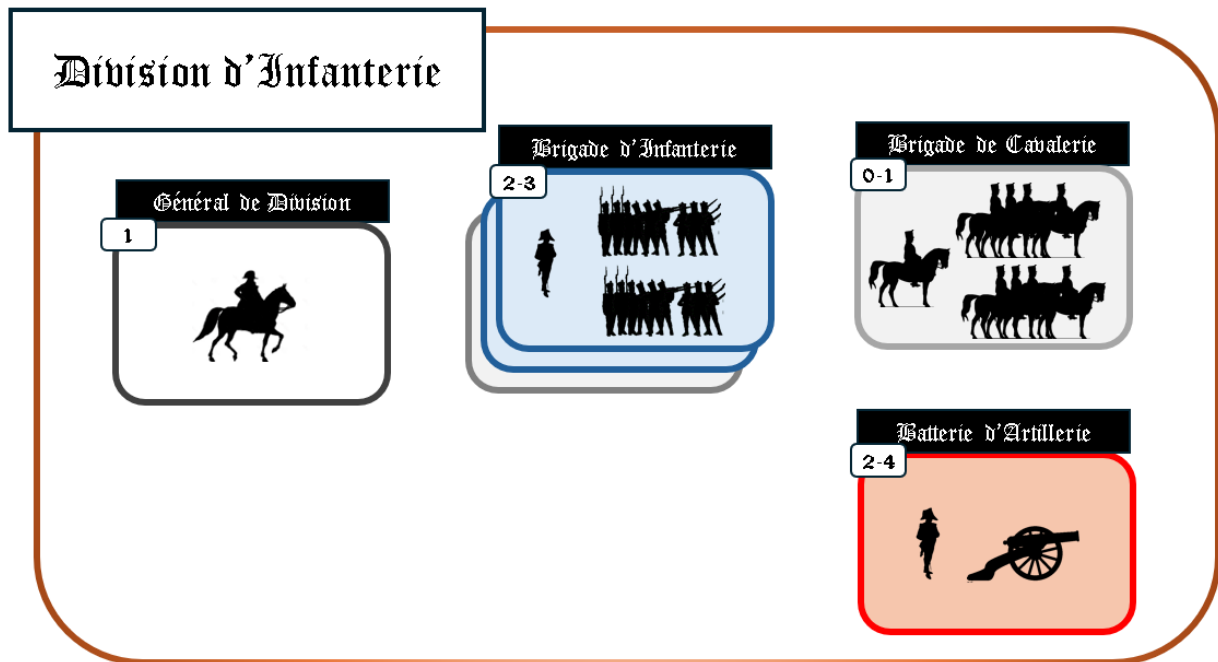 Division d'Infanterie
Général de Division
1
Brigade d'Infanterie
2-3
Brigade de Cavalerie
0-1
Batterie d'Artillerie
2-4